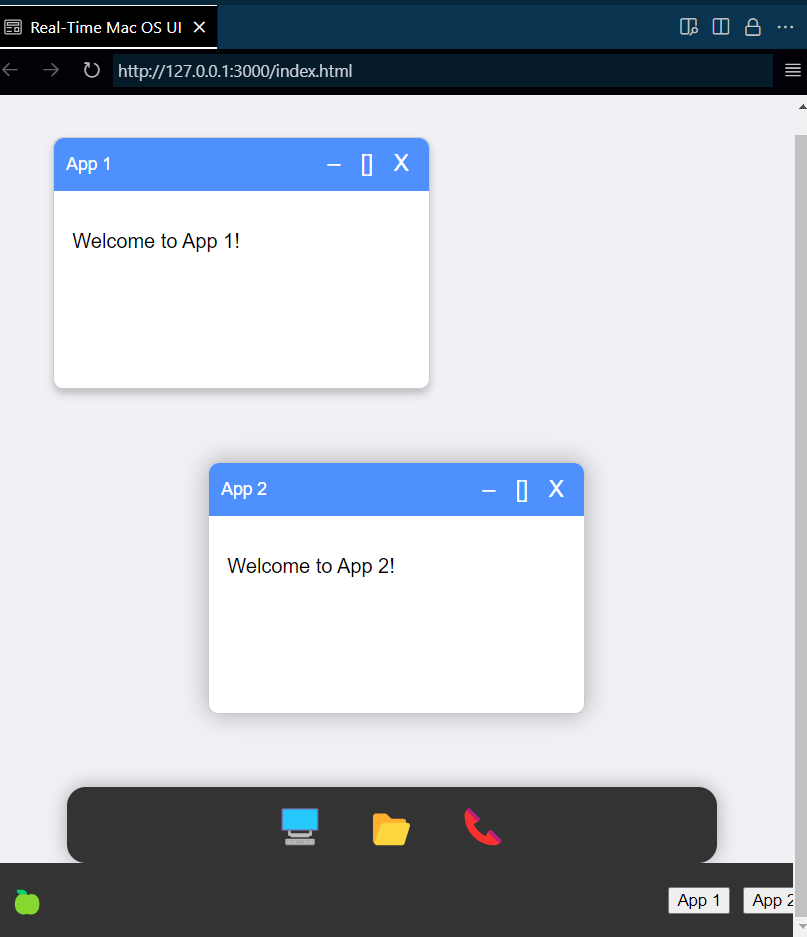 Real-Time Mac OS UI
http://127.0.0.1:3000/index.html
App 1 – [] X
Welcome to App 1!
App 2 – [] X
Welcome to App 2!
App 1 App 2